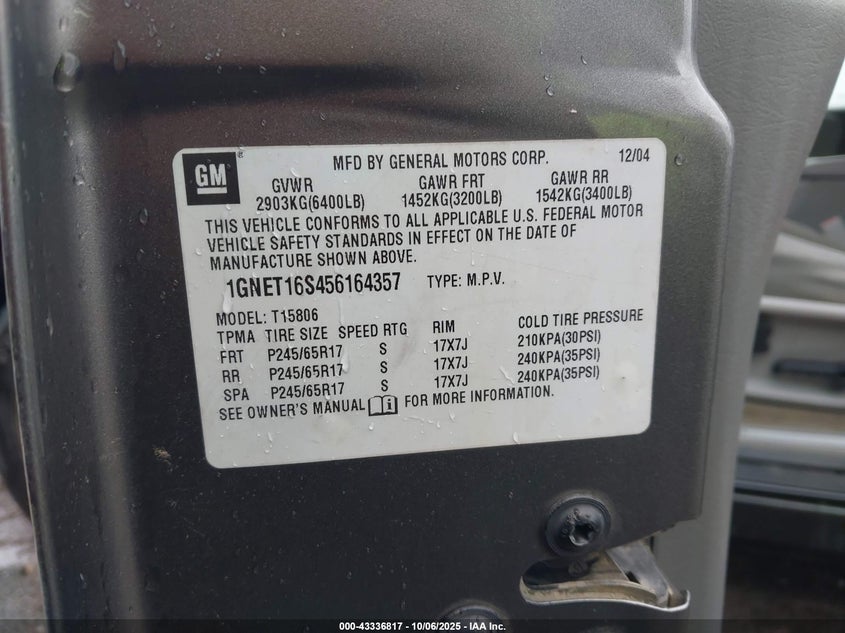 GM
MFD BY GENERAL MOTORS CORP. 12/04
GVWR GAWR FRT GAWR RR
2903KG(6400LB) 1452KG(3200LB) 1542KG(3400LB)
THIS VEHICLE CONFORMS TO ALL APPLICABLE U.S. FEDERAL MOTOR
VEHICLE SAFETY STANDARDS IN EFFECT ON THE DATE OF
MANUFACTURE SHOWN ABOVE.
1GNET16S456164357 TYPE: M.P.V.
MODEL: T15806
TPMA TIRE SIZE SPEED RTG RIM COLD TIRE PRESSURE
FRT P245/65R17 S 17X7J 210KPA(30PSI)
RR P245/65R17 S 17X7J 240KPA(35PSI)
SPA P245/65R17 S 17X7J 240KPA(35PSI)
SEE OWNER'S MANUAL i FOR MORE INFORMATION.
000-43336817 - 10/06/2025 - IAA Inc.